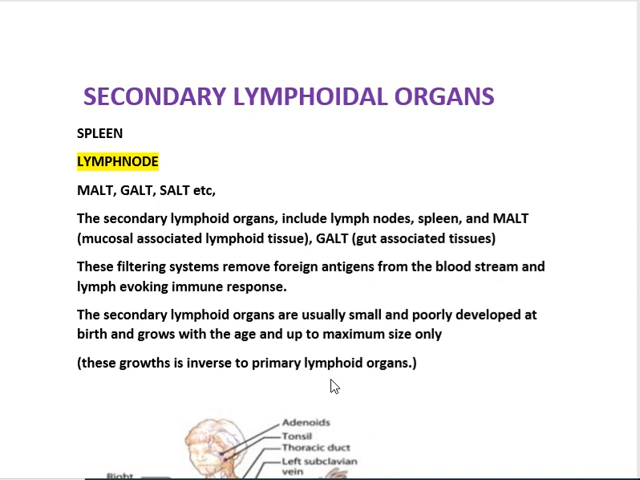 SECONDARY LYMPHOIDAL ORGANS
SPLEEN
LYMPHNODE
MALT, GALT, SALT etc,
The secondary lymphoid organs, include lymph nodes, spleen, and MALT
(mucosal associated lymphoid tissue), GALT (gut associated tissues)
These filtering systems remove foreign antigens from the blood stream and
lymph evoking immune response.
The secondary lymphoid organs are usually small and poorly developed at
birth and grows with the age and up to maximum size only
(these growths is inverse to primary lymphoid organs.)
Adenoids
Tonsil
Thoracic duct
Left subclavian
vein
Right